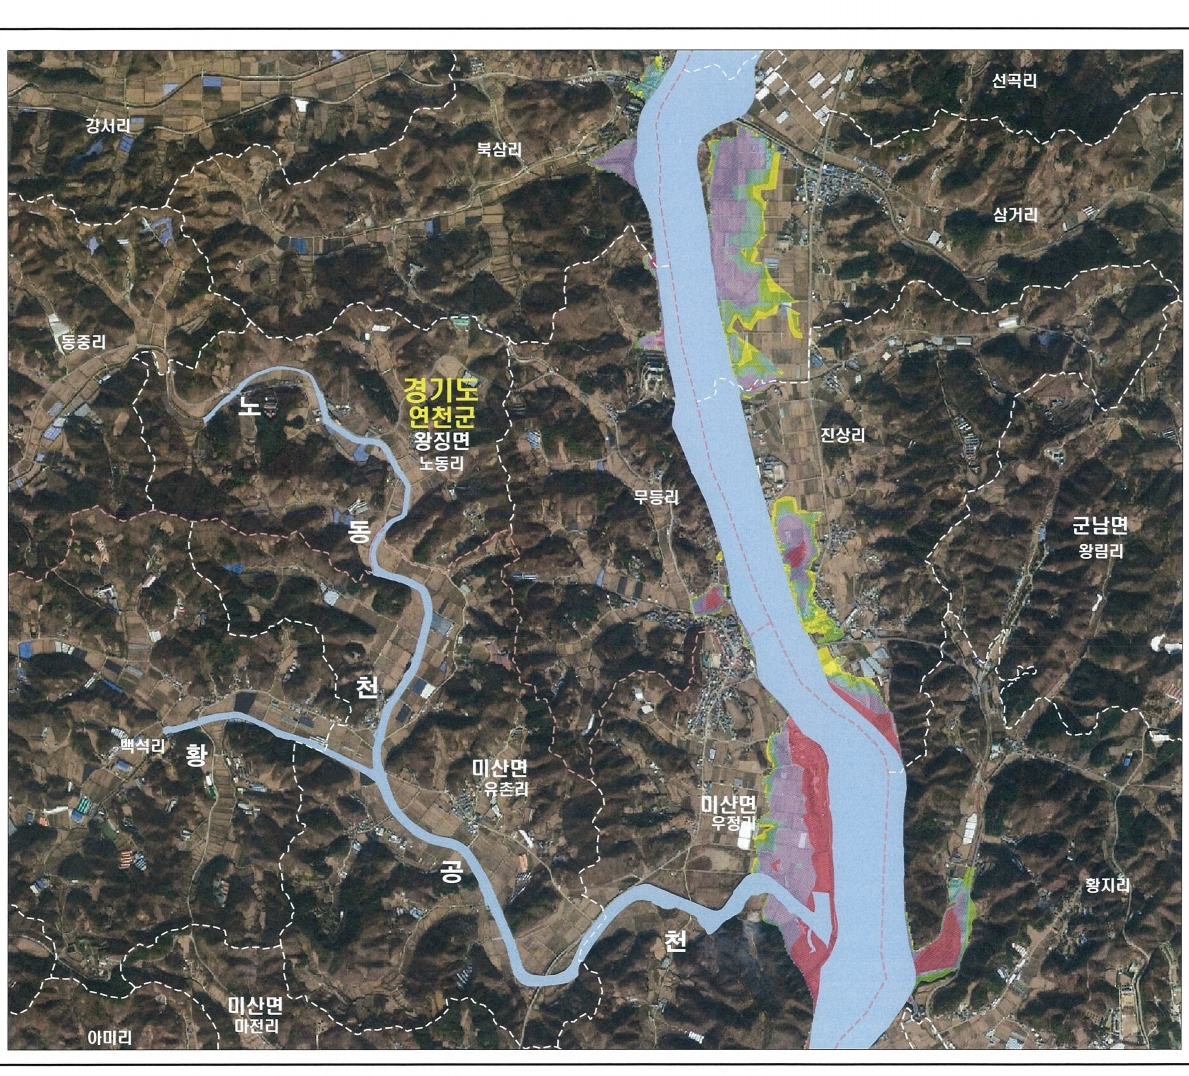 선곡리
강서리
북삼리
삼거리
동중리
경기도
연천군
노
진상리
왕징면
노동리
무등리
군남면
동
왕림리
천
백석리
황
미산면
유촌리
미산면
우정리
공
황지리
천
미산면
마전리
아미리